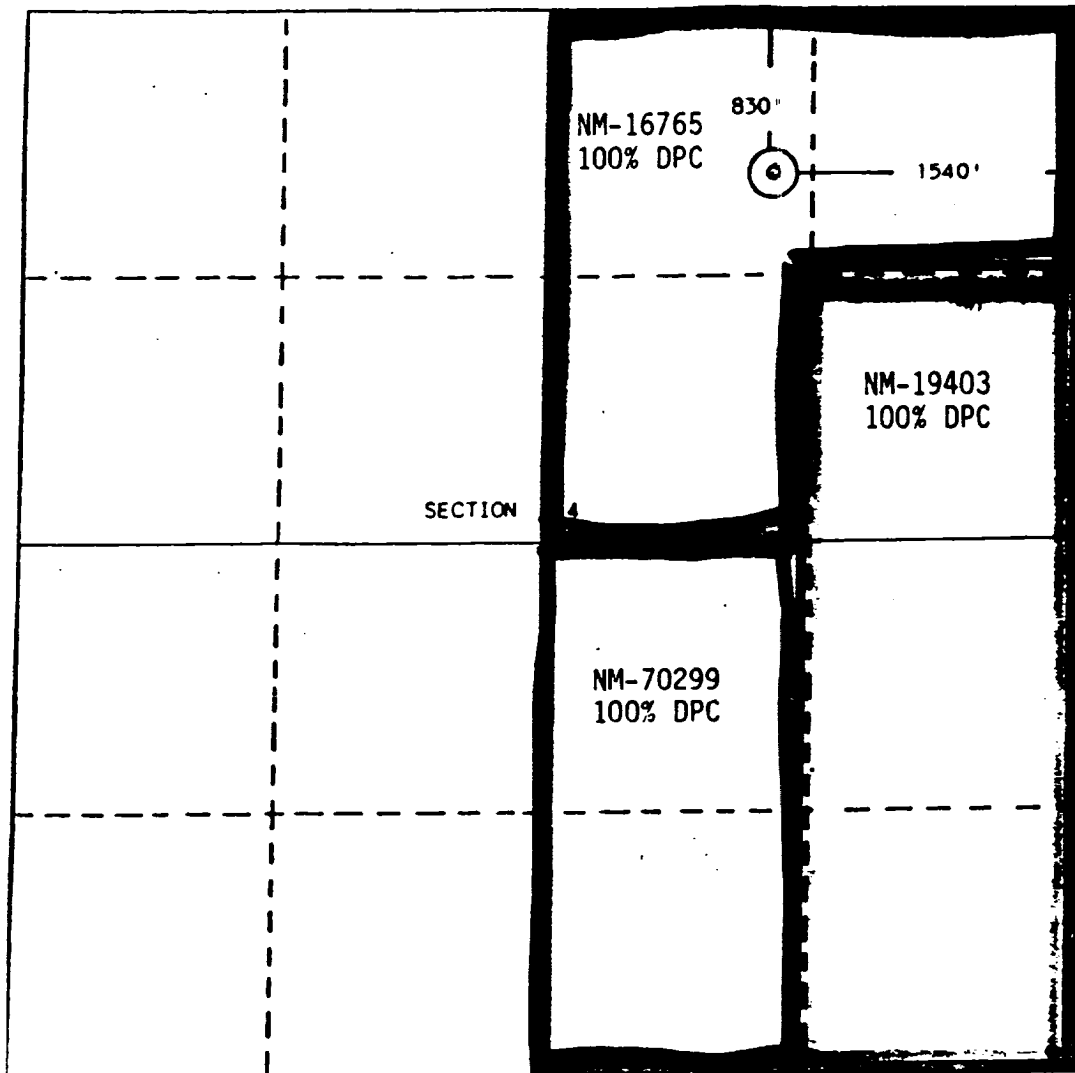 830"
NM-16765
100% DPC
1540'
NM-19403
100% DPC
SECTION 4
NM-70299
100% DPC